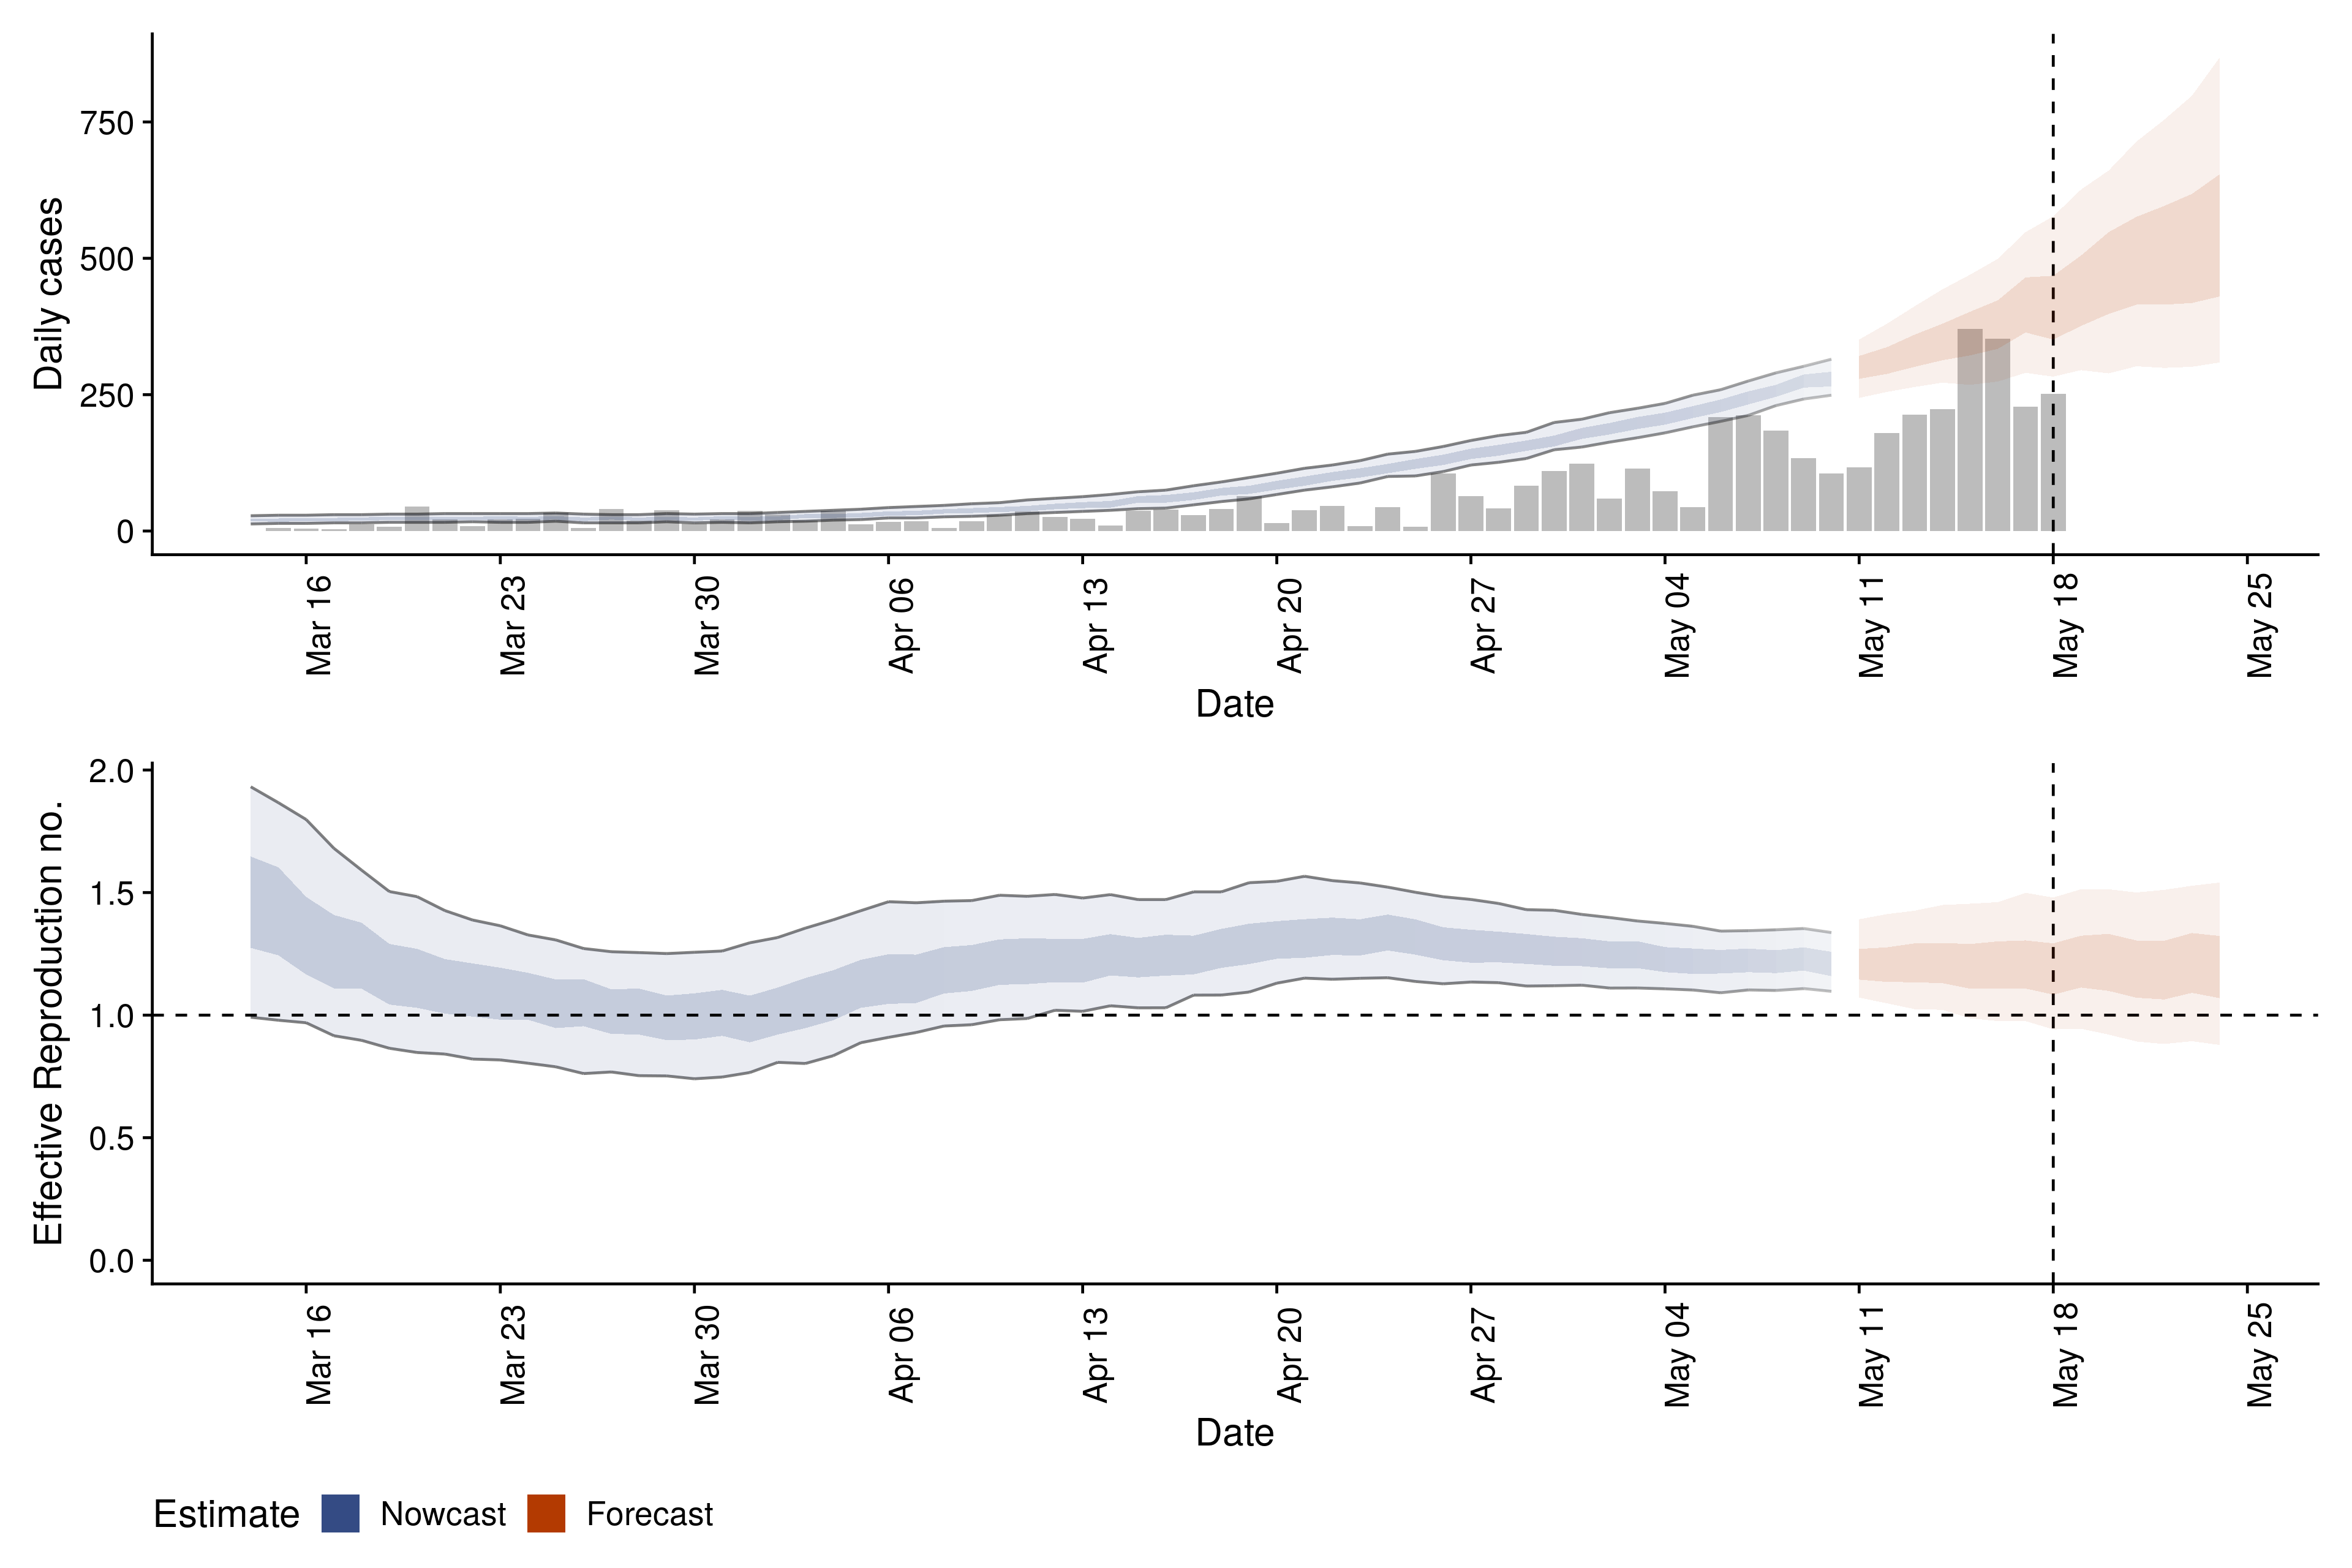 Daily cases
750
500
250
0
Mar 16
Mar 23
Mar 30
Apr 06
Apr 13
Apr 20
Apr 27
May 04
May 11
May 18
May 25
Date
Effective Reproduction no.
2.0
1.5
1.0
0.5
0.0
Mar 16
Mar 23
Mar 30
Apr 06
Apr 13
Apr 20
Apr 27
May 04
May 11
May 18
May 25
Date
Estimate Nowcast Forecast